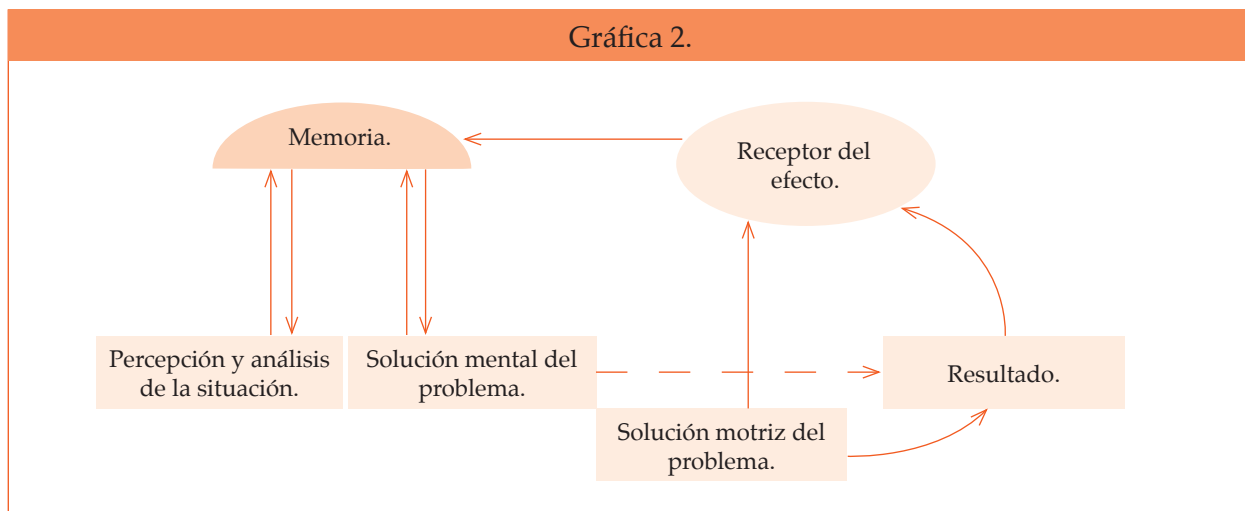 Gráfica 2.
Memoria.
Receptor del
efecto.
Percepción y análisis
de la situación.
Solución mental del
problema.
Resultado.
Solución motriz del
problema.